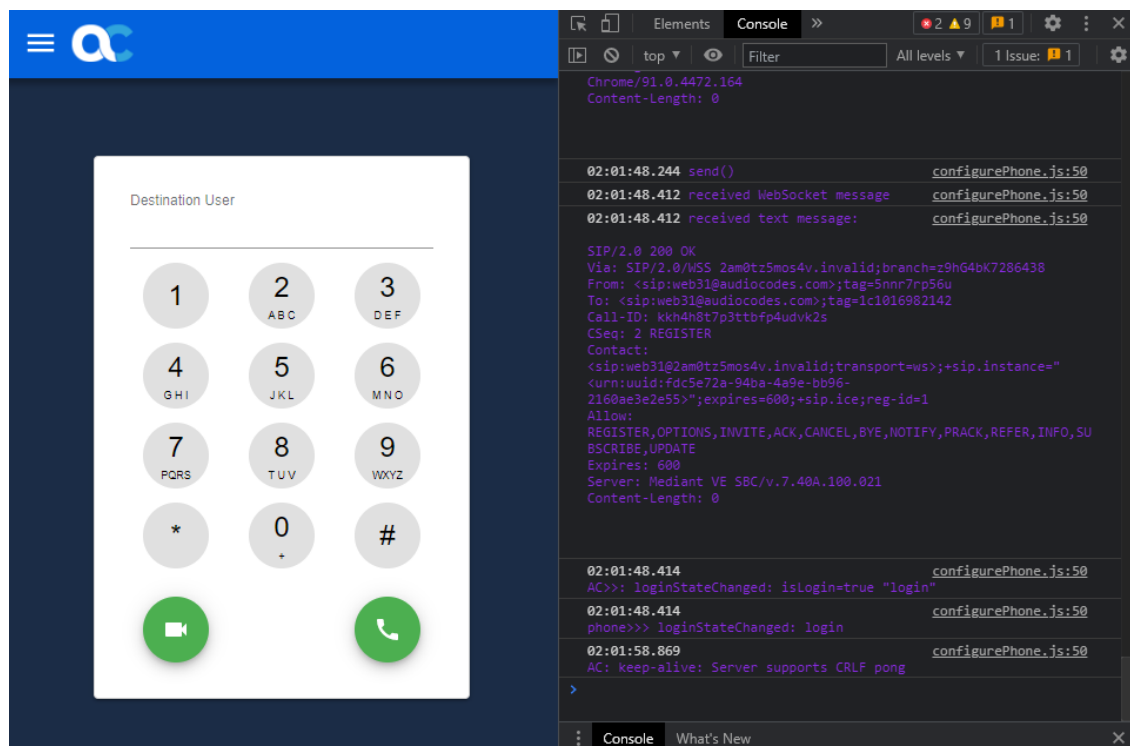 ac
Destination User
1
2
ABC
3
DEF
4
GHI
5
JKL
6
MNO
7
PQRS
8
TUV
9
WXYZ
*
0
+
#
Elements Console » 2 9 1
top Filter All levels 1 Issue: 1
Chrome/91.0.4472.164
Content-Length: 0
02:01:48.244 send() configurePhone.js:50
02:01:48.412 received WebSocket message configurePhone.js:50
02:01:48.412 received text message: configurePhone.js:50
SIP/2.0 200 OK
Via: SIP/2.0/WSS 2am0tz5mos4v.invalid;branch=z9hG4bK7286438
From: <sip:web31@audiocodes.com>;tag=5nnr7rp56u
To: <sip:web31@audiocodes.com>;tag=1c1016982142
Call-ID: kkh4h8t7p3ttbfp4udvk2s
CSeq: 2 REGISTER
Contact:
<sip:web31@2am0tz5mos4v.invalid;transport=ws>;+sip.instance="
<urn:uuid:fdc5e72a-94ba-4a9e-bb96-
2160ae3e2e55>";expires=600;+sip.ice;reg-id=1
Allow:
REGISTER,OPTIONS,INVITE,ACK,CANCEL,BYE,NOTIFY,PRACK,REFER,INFO,SU
BSCRIBE,UPDATE
Expires: 600
Server: Mediant VE SBC/v.7.40A.100.021
Content-Length: 0
02:01:48.414 configurePhone.js:50
AC>>: loginStateChanged: isLogin=true "login"
02:01:48.414 configurePhone.js:50
phone>>> loginStateChanged: login
02:01:58.869 configurePhone.js:50
AC: keep-alive: Server supports CRLF pong
>
Console What's New